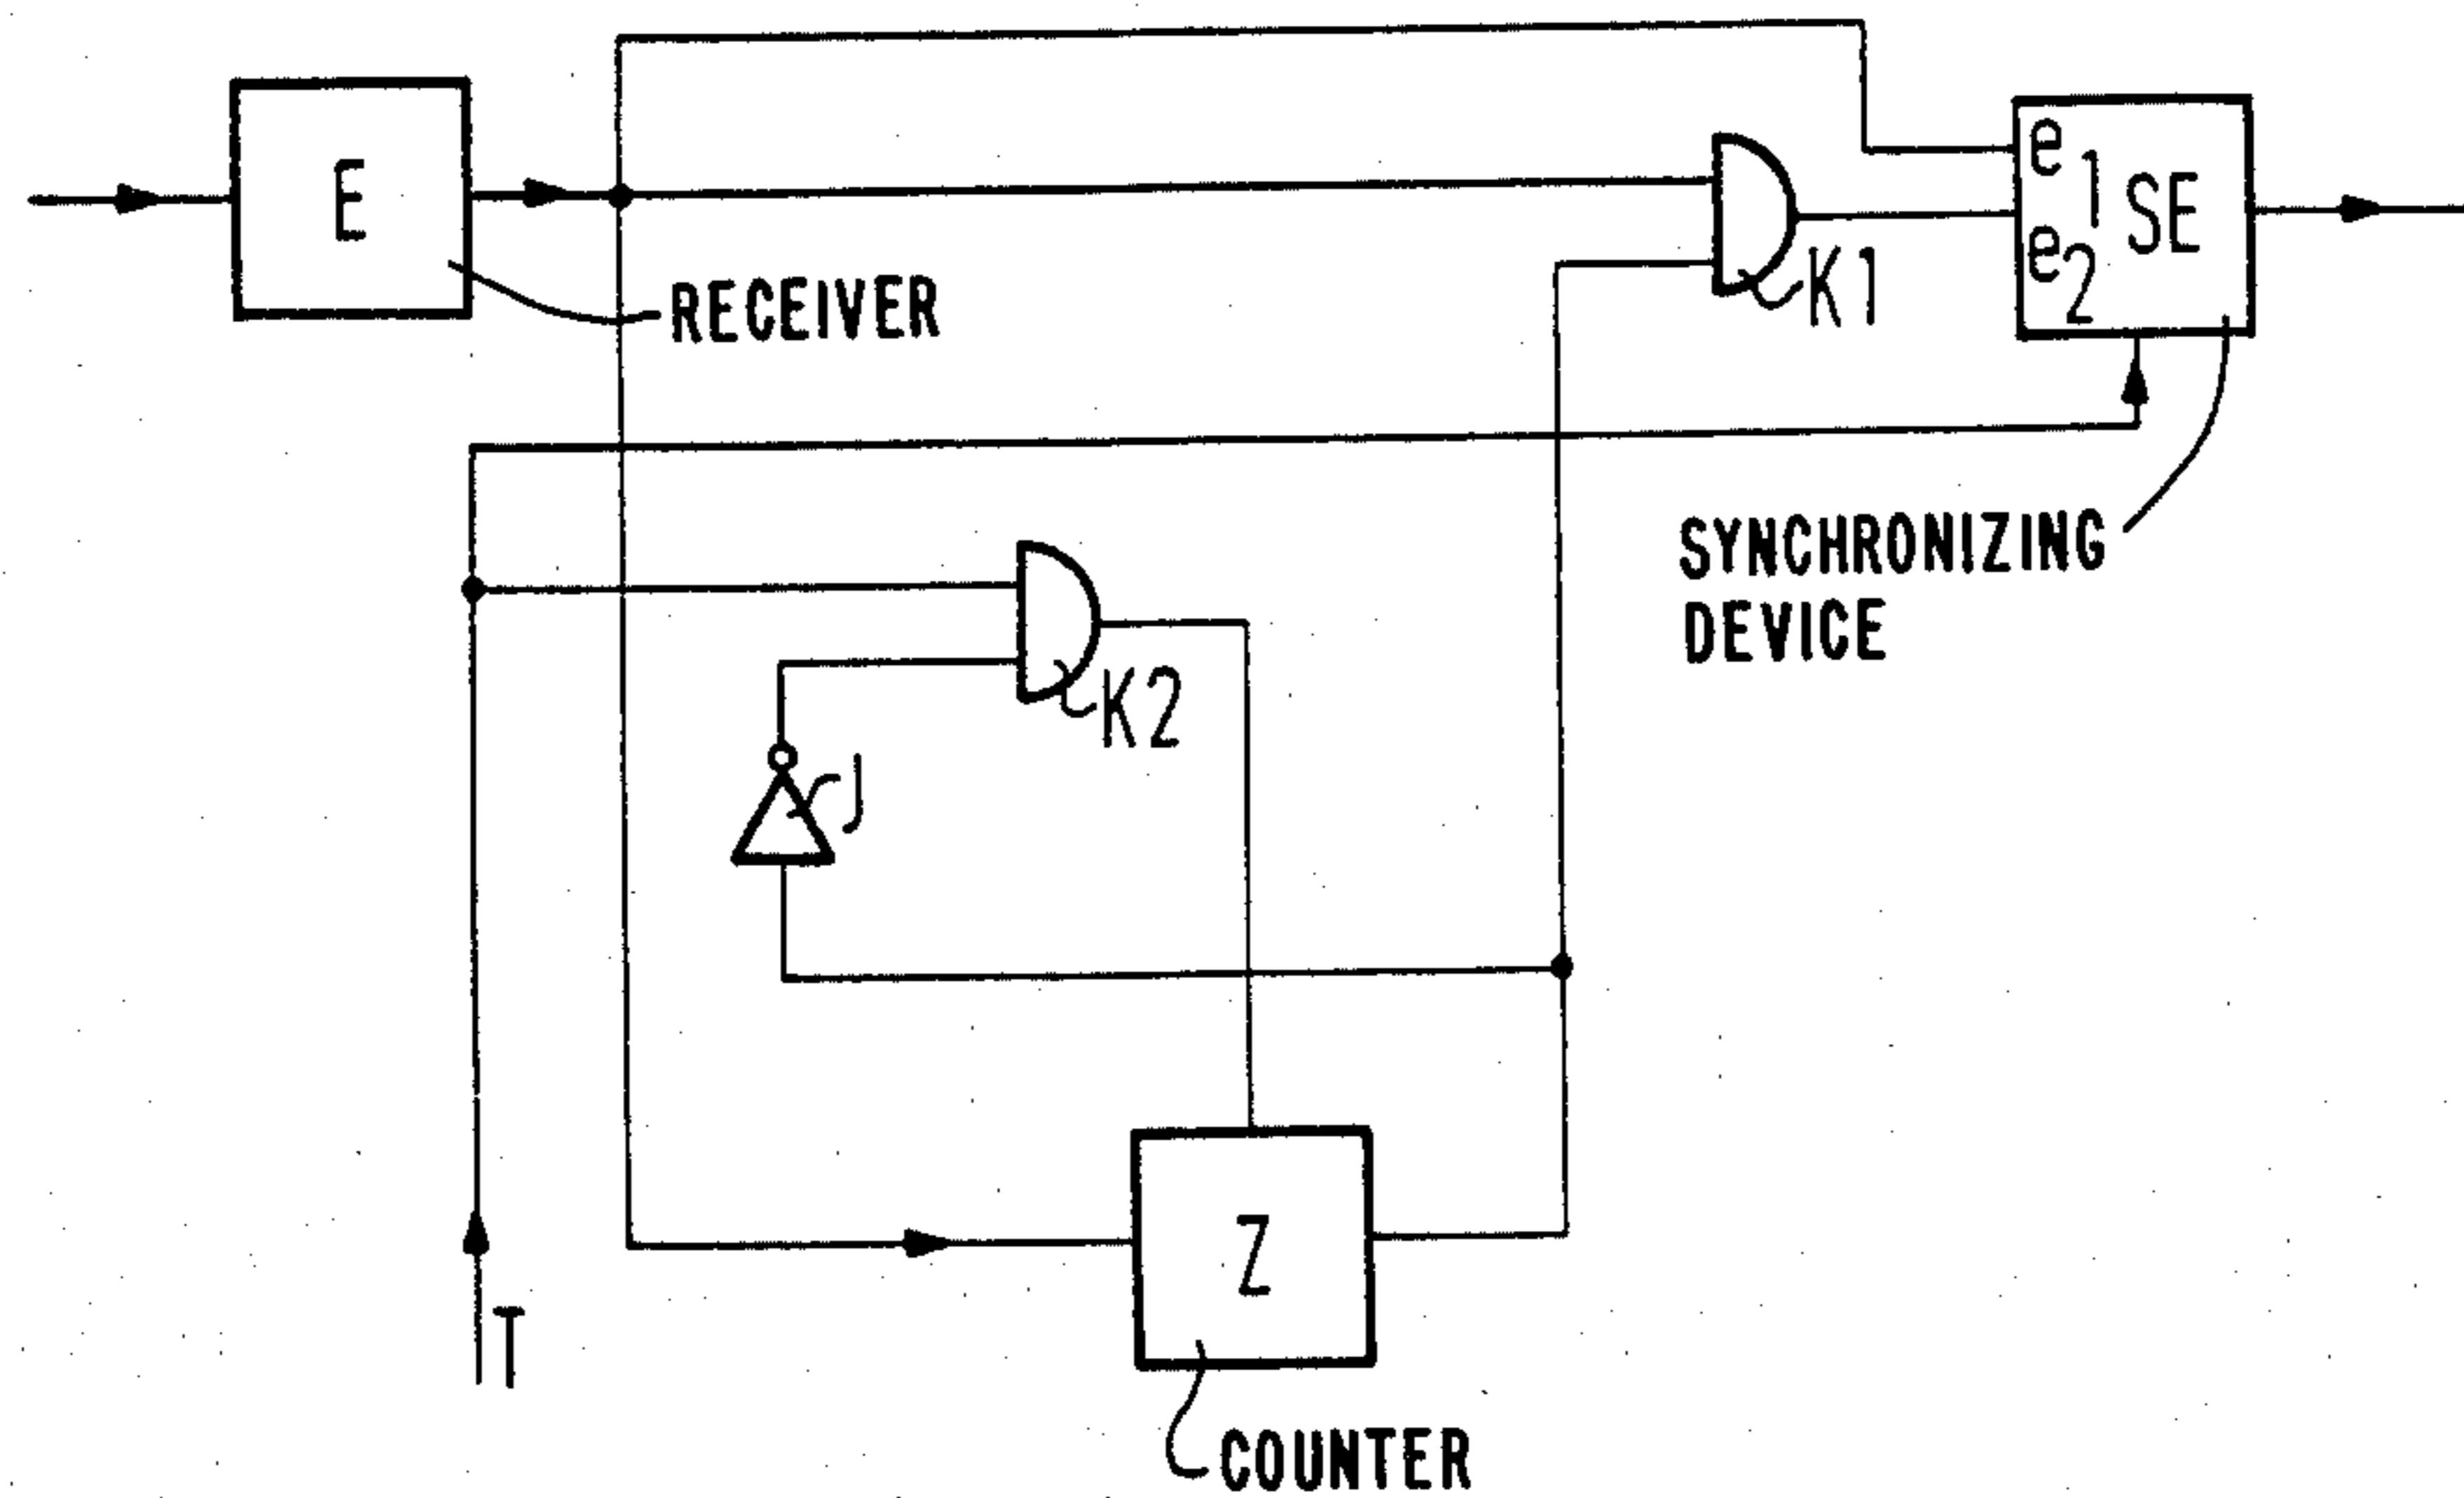 E
RECEIVER
K1
e1
e2
SE
SYNCHRONIZING
DEVICE
K2
J
Z
T
COUNTER